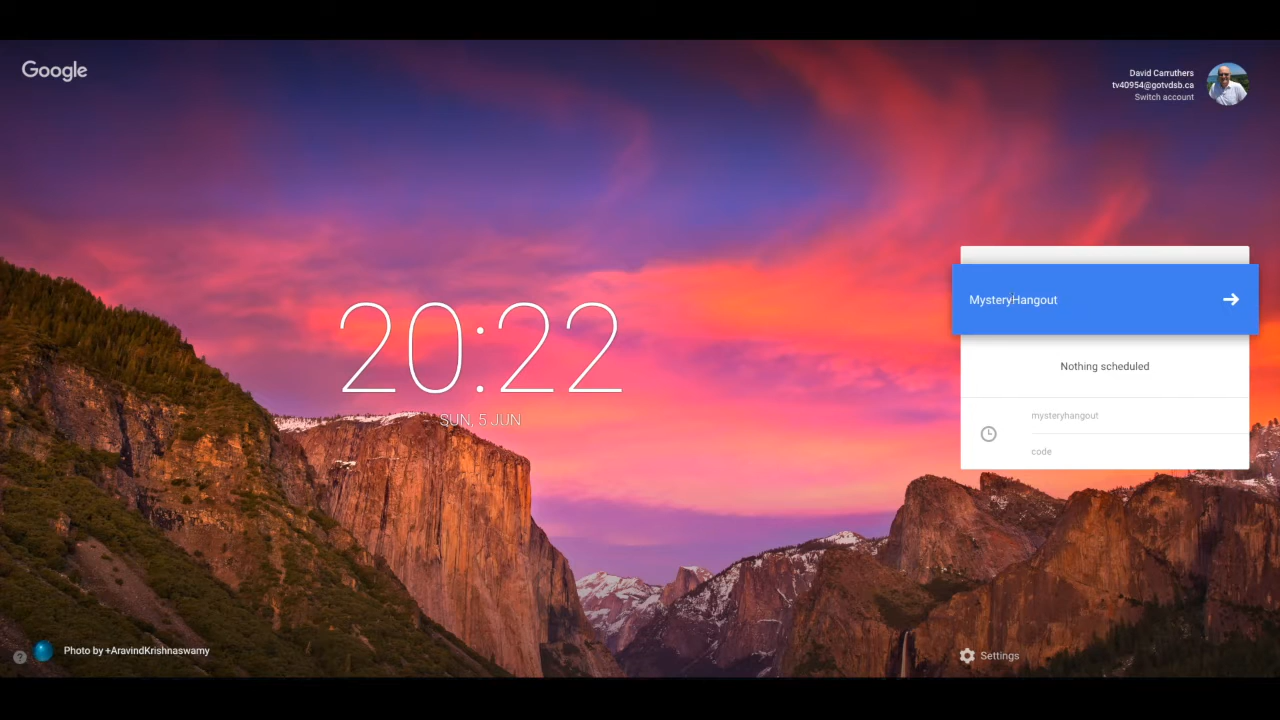 Google
David Carruthers
tv40954@gotvdsb.ca
Switch account
MysteryHangout
Nothing scheduled
mysteryhangout
code
20:22
SUN, 5 JUN
?
Photo by +AravindKrishnaswamy
Settings